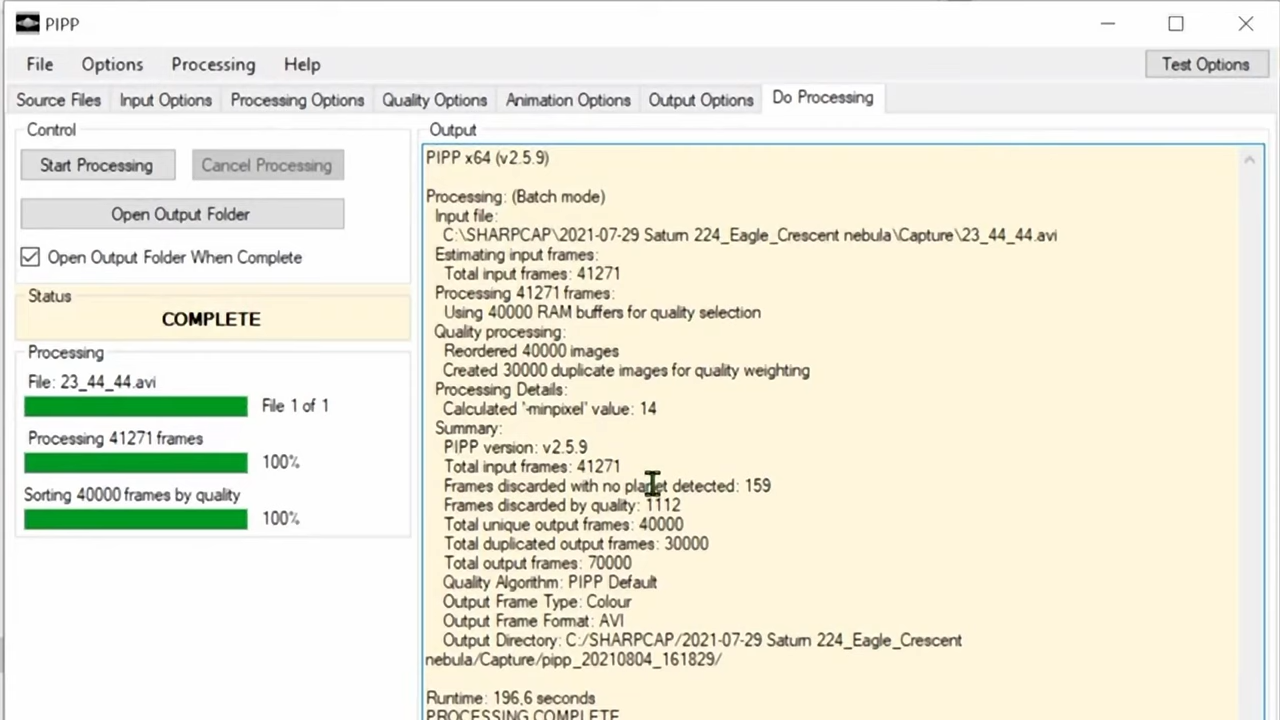 PIPP
File Options Processing Help Test Options
Source Files Input Options Processing Options Quality Options Animation Options Output Options Do Processing
Control
Start Processing Cancel Processing
Open Output Folder
Open Output Folder When Complete
Status
COMPLETE
Processing
File: 23_44_44.avi
File 1 of 1
Processing 41271 frames
100%
Sorting 40000 frames by quality
100%
Output
PIPP x64 (v2.5.9)
Processing: (Batch mode)
Input file:
C:\SHARPCAP\2021-07-29 Saturn 224_Eagle_Crescent nebula\Capture\23_44_44.avi
Estimating input frames:
Total input frames: 41271
Processing 41271 frames:
Using 40000 RAM buffers for quality selection
Quality processing:
Reordered 40000 images
Created 30000 duplicate images for quality weighting
Processing Details:
Calculated '-minpixel' value: 14
Summary:
PIPP version: v2.5.9
Total input frames: 41271
Frames discarded with no planet detected: 159
Frames discarded by quality: 1112
Total unique output frames: 40000
Total duplicated output frames: 30000
Total output frames: 70000
Quality Algorithm: PIPP Default
Output Frame Type: Colour
Output Frame Format: AVI
Output Directory: C:/SHARPCAP/2021-07-29 Saturn 224_Eagle_Crescent
nebula/Capture/pipp_20210804_161829/
Runtime: 196.6 seconds
PROCESSING COMPLETE